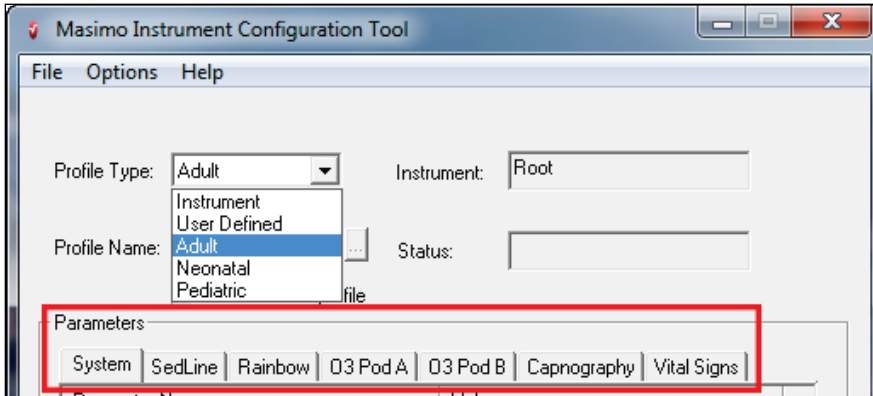 Masimo Instrument Configuration Tool
File Options Help
Profile Type: Adult Instrument: Root
Instrument
User Defined
Profile Name: Adult ... Status:
Neonatal
Pediatric
Parameters
System SedLine Rainbow O3 Pod A O3 Pod B Capnography Vital Signs